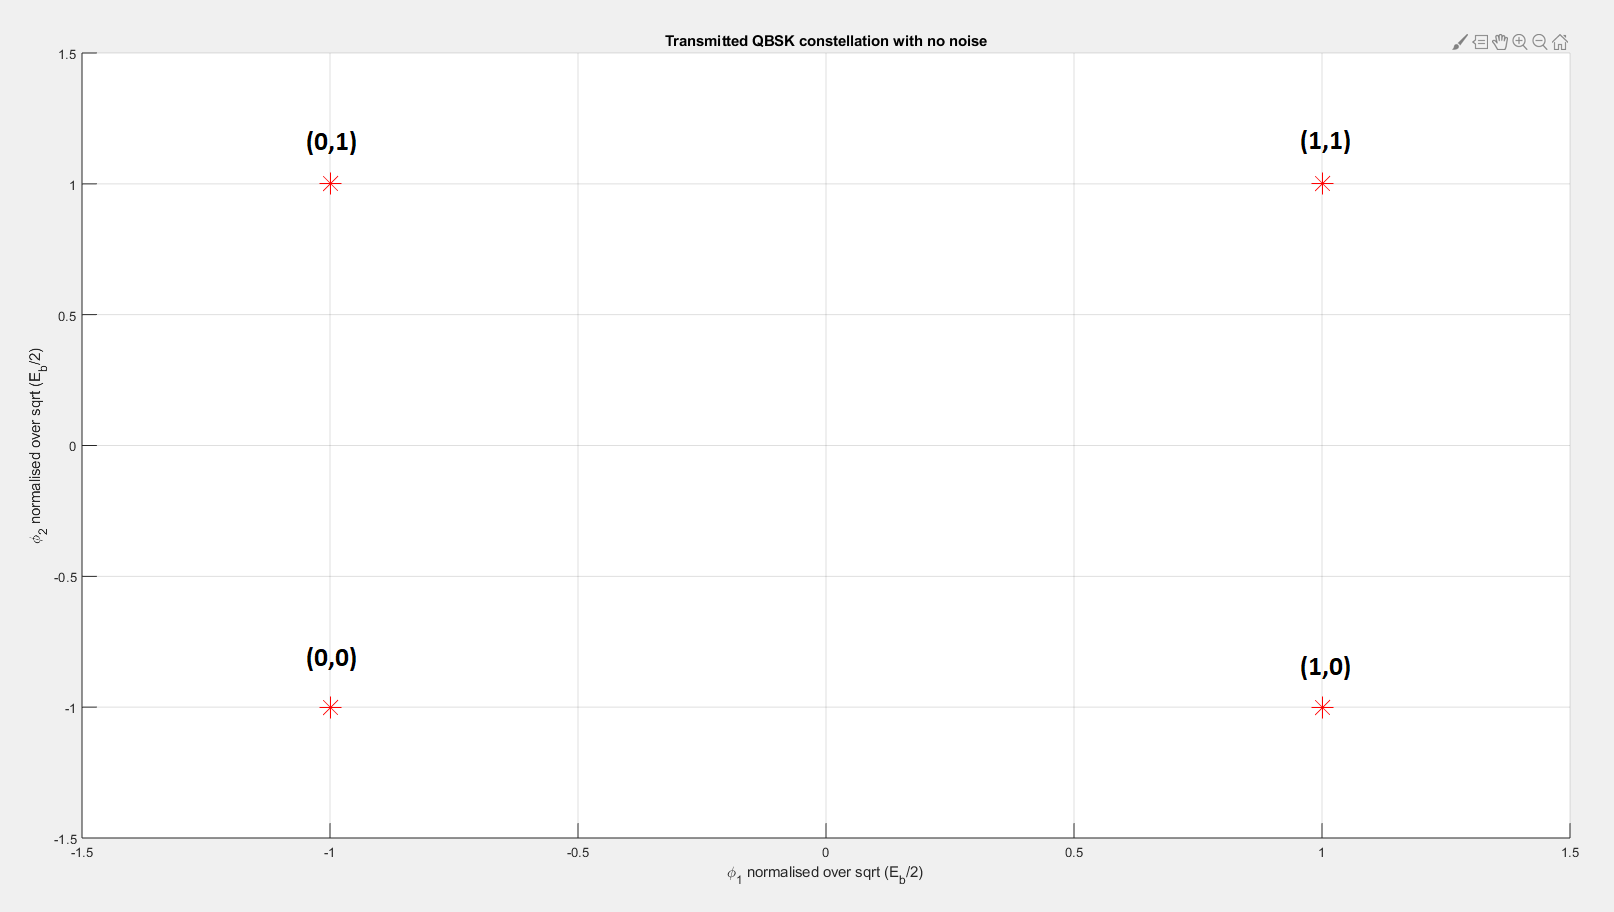 Transmitted QBSK constellation with no noise
1.5
(0,1)
(1,1)
1
0.5
ϕ2 normalised over sqrt (Eb/2)
0
-0.5
(0,0)
(1,0)
-1
-1.5
-1.5 -1 -0.5 0 0.5 1 1.5
ϕ1 normalised over sqrt (Eb/2)